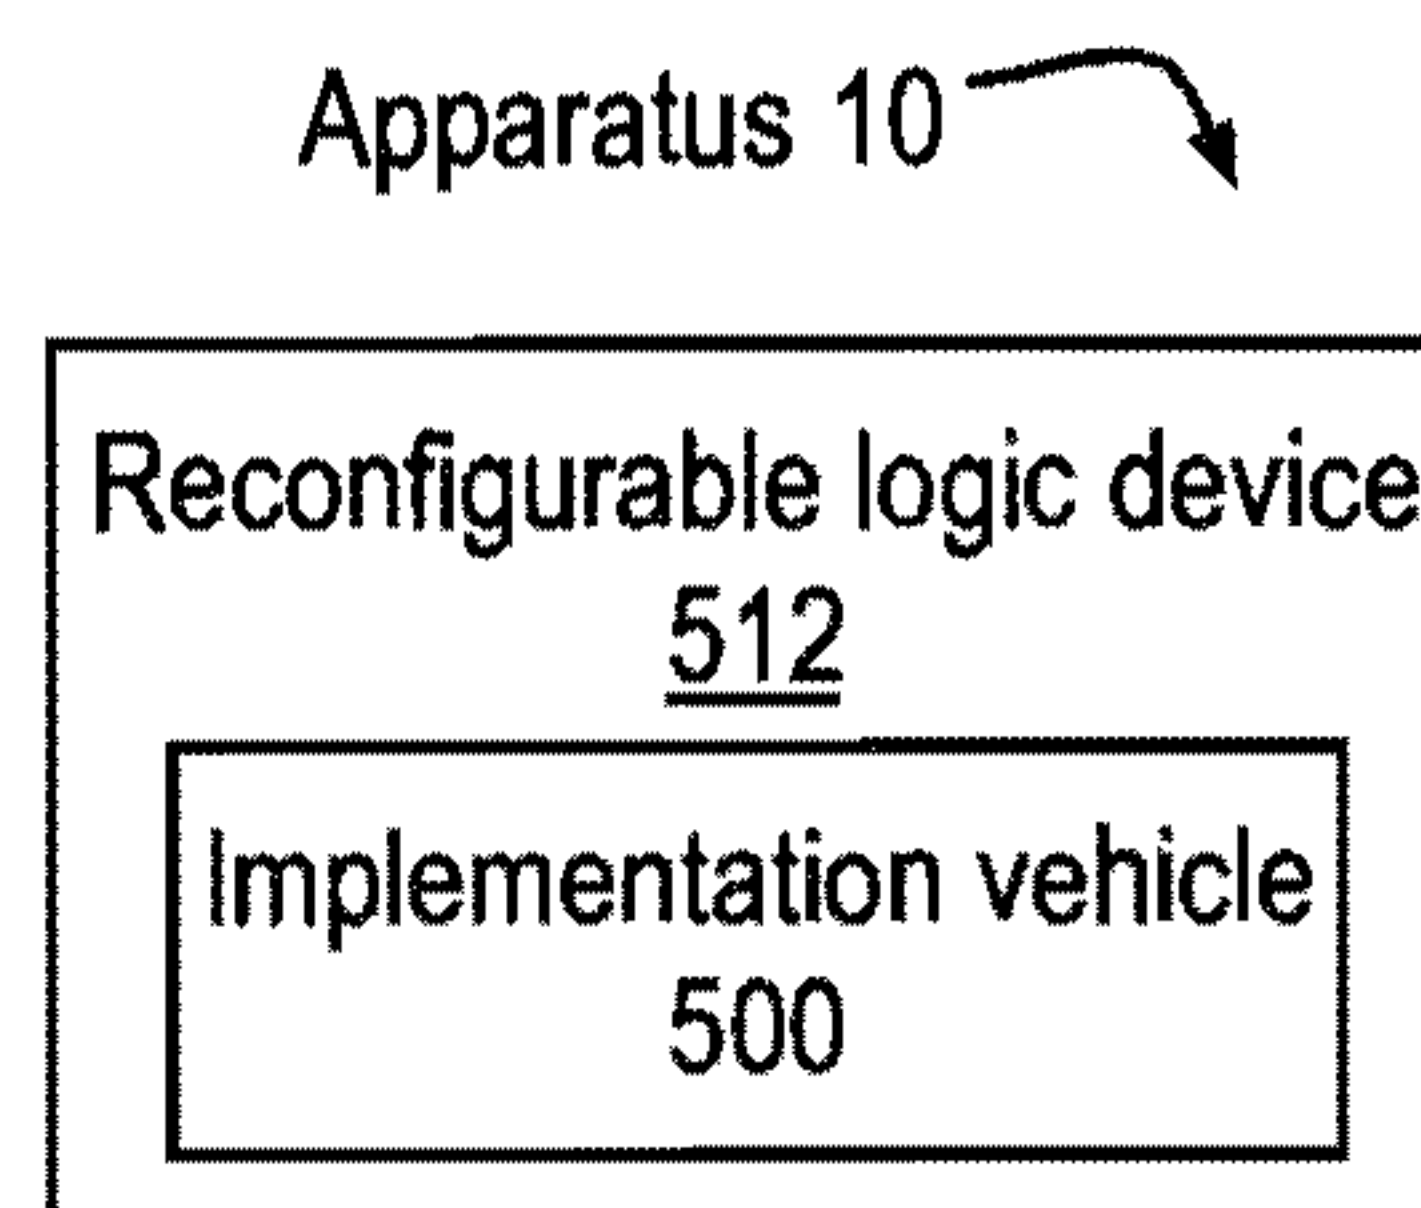 Apparatus 10
Reconfigurable logic device
512
Implementation vehicle
500